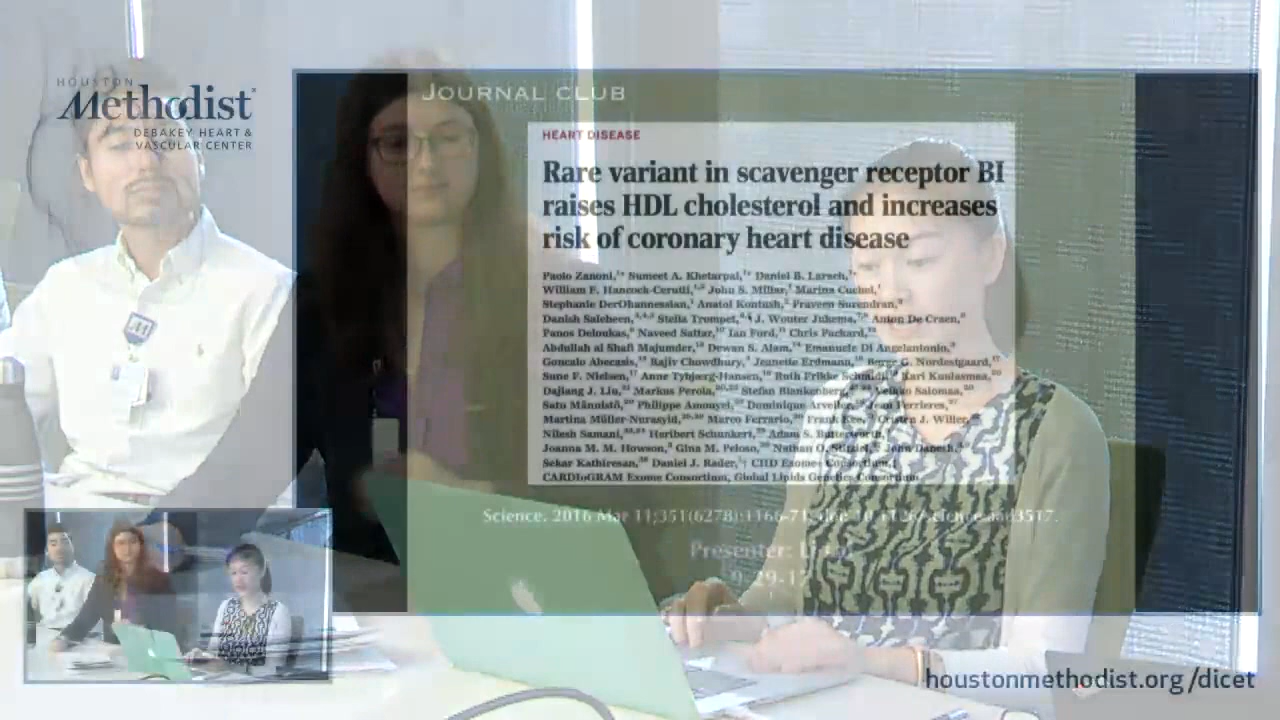 HOUSTON
Methodist
DEBAKEY HEART &
VASCULAR CENTER
JOURNAL CLUB
HEART DISEASE
Rare variant in scavenger receptor BI
raises HDL cholesterol and increases
risk of coronary heart disease
Paolo Zanoni, Sumeet A. Khetarpal, Daniel B. Larach,
William F. Hancock-Cerutti, John S. Millar, Marina Cuchel,
Stephanie DerOhannessian, Anatol Kontush, Praveen Surendran,
Danish Saleheen, Stella Trompet, J. Wouter Jukema, Anton De Craen,
Panos Deloukas, Naveed Sattar, Ian Ford, Chris Packard,
Abdullah al Shafi Majumder, Dewan S. Alam, Emanuele Di Angelantonio,
Goncalo Abecasis, Rajiv Chowdhury, Jeanette Erdmann, Børge G. Nordestgaard,
Sune F. Nielsen, Anne Tybjærg-Hansen, Ruth Frikke Schmidt, Kari Kuulasmaa,
Dajiang J. Liu, Markus Perola, Stefan Blankenberg, Veikko Salomaa,
Satu Männistö, Philippe Amouyel, Dominique Arveiler, Jean Ferrieres,
Martina Müller-Nurasyid, Marco Ferrario, Frank Kee, Cristen J. Willer,
Nilesh Samani, Heribert Schunkert, Adam S. Butterworth,
Joanna M. M. Howson, Gina M. Peloso, Nathan O. Stitziel, John Danesh,
Sekar Kathiresan, Daniel J. Rader, CHD Exome+ Consortium,
CARDIoGRAM Exome Consortium, Global Lipids Genetics Consortium
Science. 2016 Mar 11;351(6278):1166-71. doi: 10.1126/science.aad3517.
Presenter:
9-29-17
houstonmethodist.org/dicet